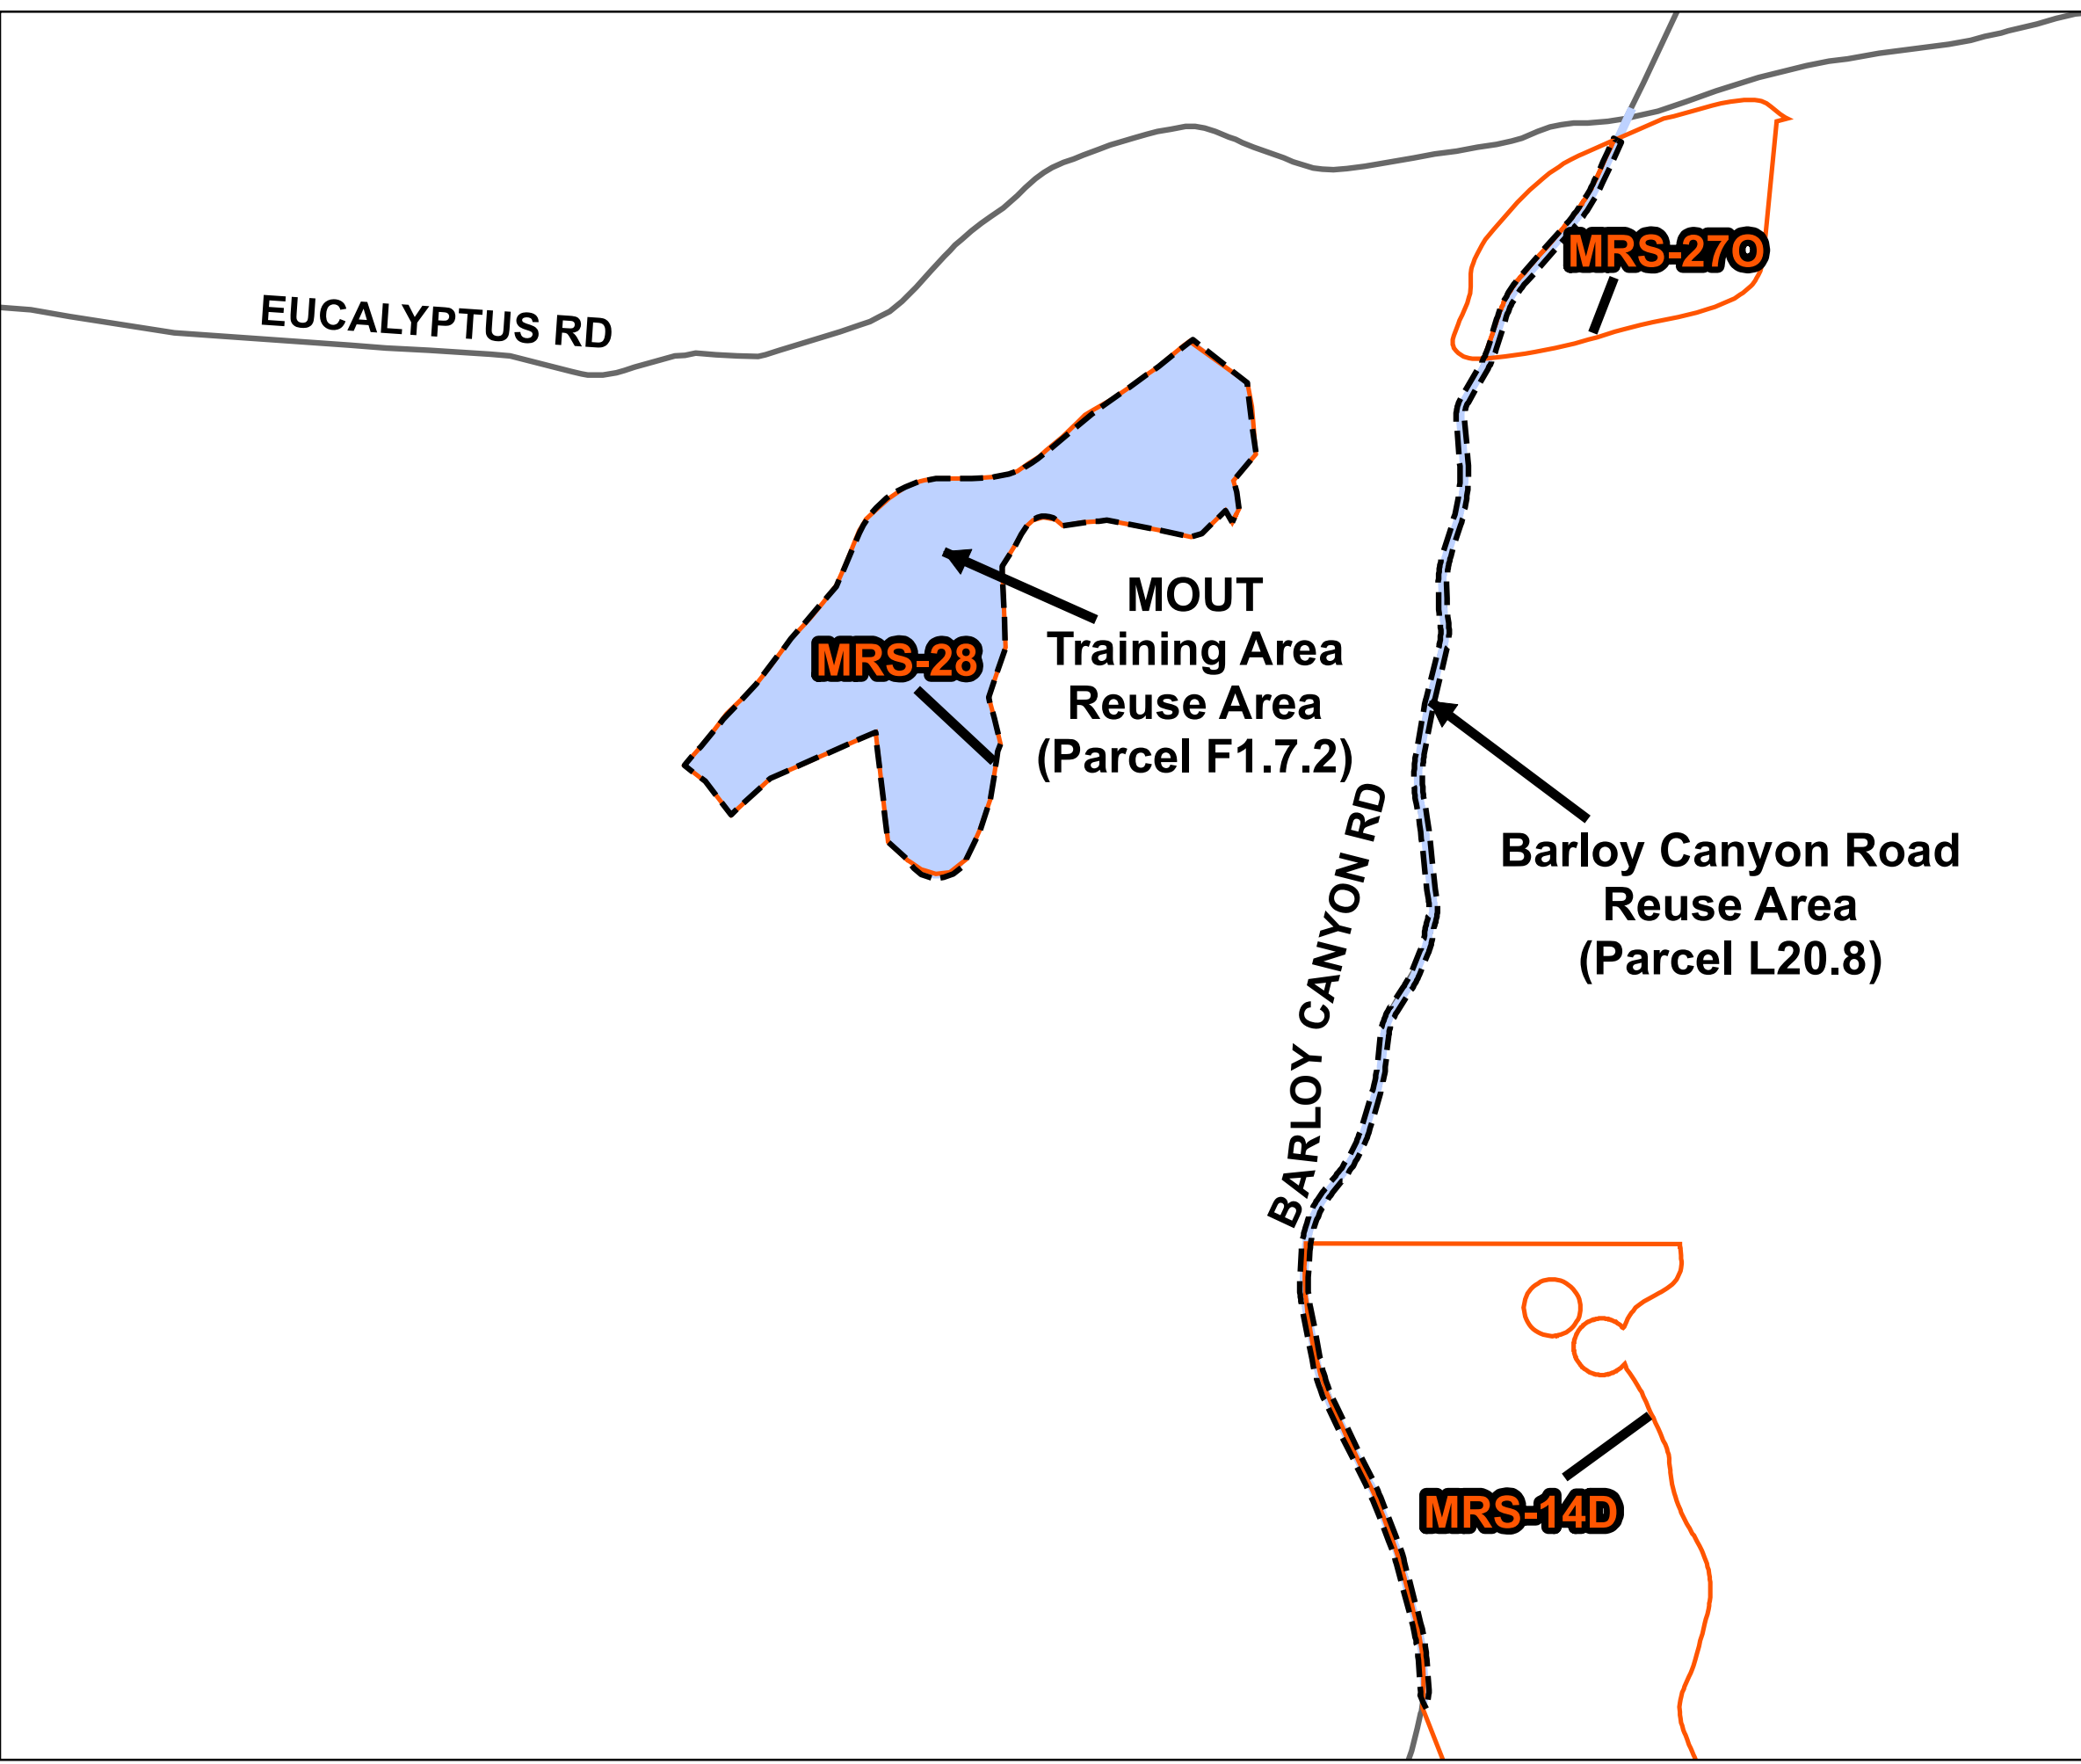 MRS-27O
EUCALYPTUS RD
MOUT
Training Area
Reuse Area
(Parcel F1.7.2)
MRS-28
BARLOY CANYON RD
Barloy Canyon Road
Reuse Area
(Parcel L20.8)
MRS-14D